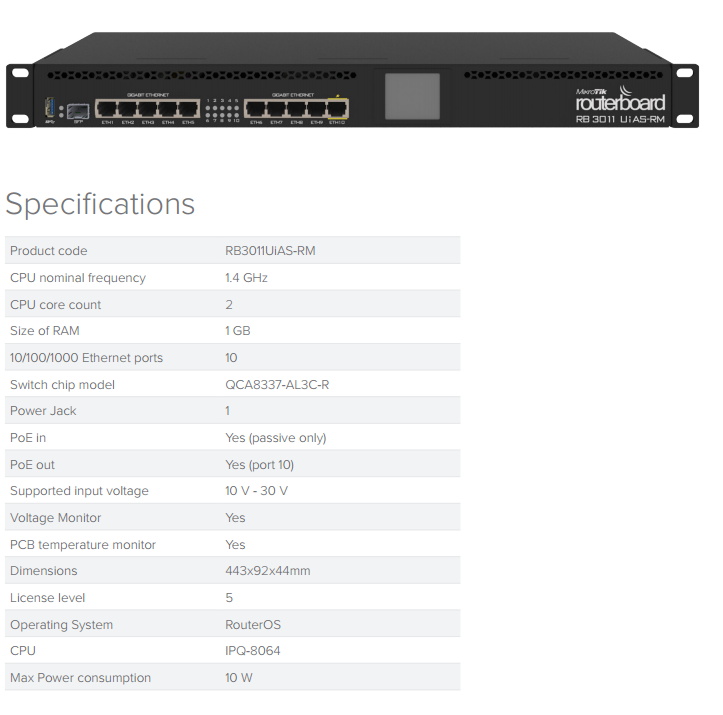 MikroTik
routerboard
RB 3011 UiAS-RM
GIGABIT ETHERNET
GIGABIT ETHERNET
1 2 3 4 5
6 7 8 9 10
SFP
ETH1 ETH2 ETH3 ETH4 ETH5
ETH6 ETH7 ETH8 ETH9 ETH10
Specifications
Product code RB3011UiAS-RM
CPU nominal frequency 1.4 GHz
CPU core count 2
Size of RAM 1 GB
10/100/1000 Ethernet ports 10
Switch chip model QCA8337-AL3C-R
Power Jack 1
PoE in Yes (passive only)
PoE out Yes (port 10)
Supported input voltage 10 V - 30 V
Voltage Monitor Yes
PCB temperature monitor Yes
Dimensions 443x92x44mm
License level 5
Operating System RouterOS
CPU IPQ-8064
Max Power consumption 10 W